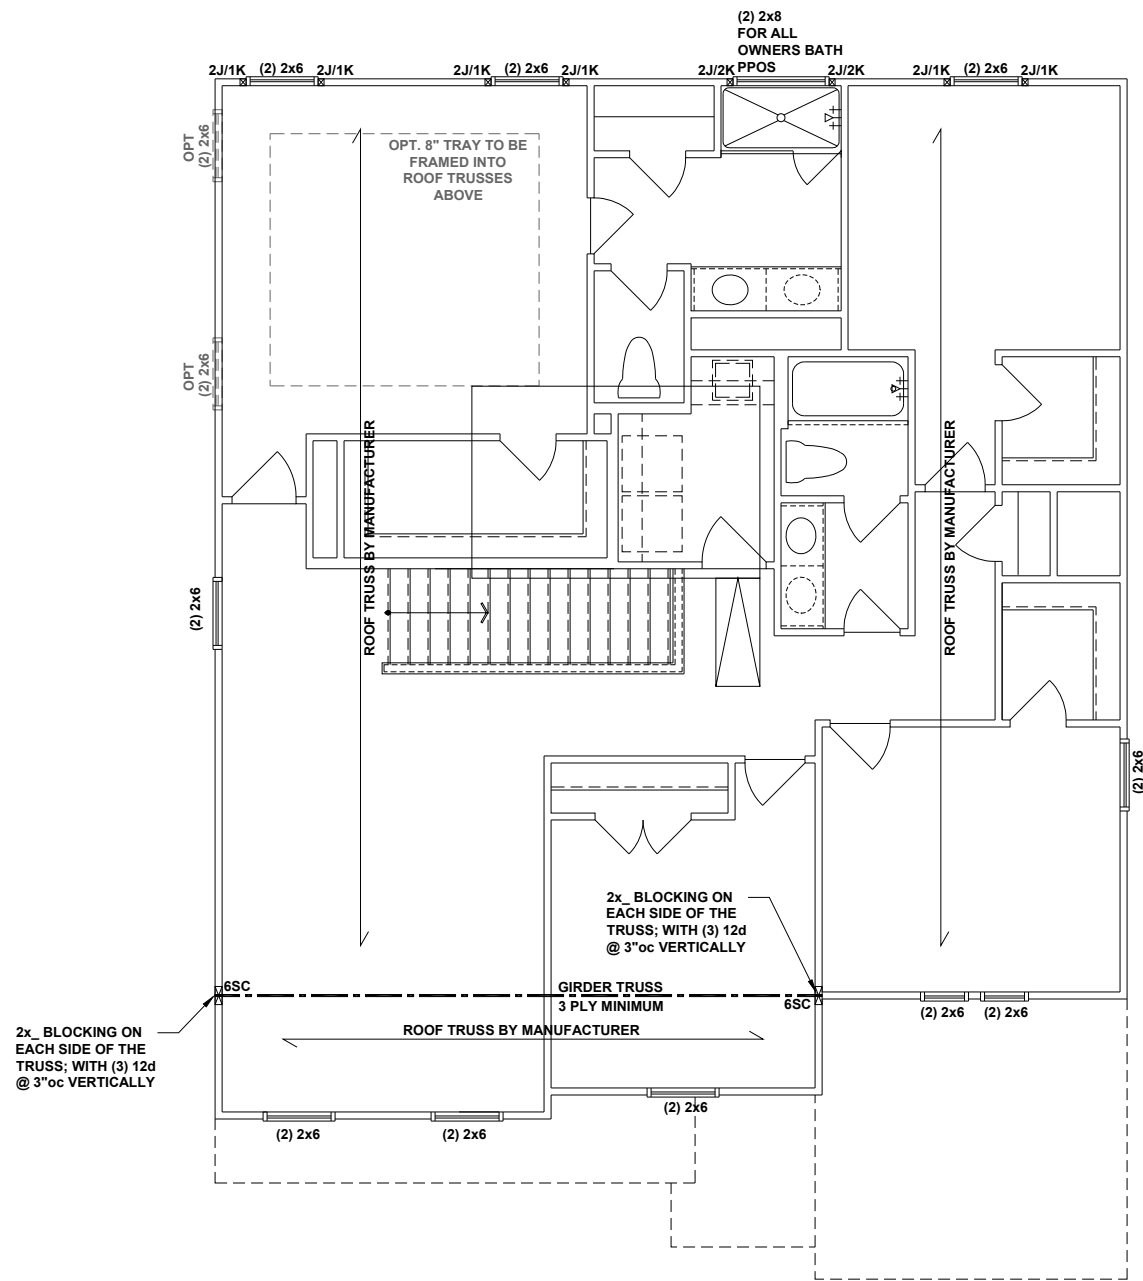 (2) 2x8
FOR ALL
OWNERS BATH
PPOS
2J/1K
(2) 2x6
2J/1K
2J/1K
(2) 2x6
2J/1K
2J/2K
2J/2K
2J/1K
(2) 2x6
2J/1K
OPT
(2) 2x6
OPT. 8" TRAY TO BE
FRAMED INTO
ROOF TRUSSES
ABOVE
OPT
(2) 2x6
ROOF TRUSS BY MANUFACTURER
ROOF TRUSS BY MANUFACTURER
(2) 2x6
(2) 2x6
2x_ BLOCKING ON
EACH SIDE OF THE
TRUSS; WITH (3) 12d
@ 3"oc VERTICALLY
6SC
GIRDER TRUSS
3 PLY MINIMUM
6SC
(2) 2x6
(2) 2x6
ROOF TRUSS BY MANUFACTURER
2x_ BLOCKING ON
EACH SIDE OF THE
TRUSS; WITH (3) 12d
@ 3"oc VERTICALLY
(2) 2x6
(2) 2x6
(2) 2x6